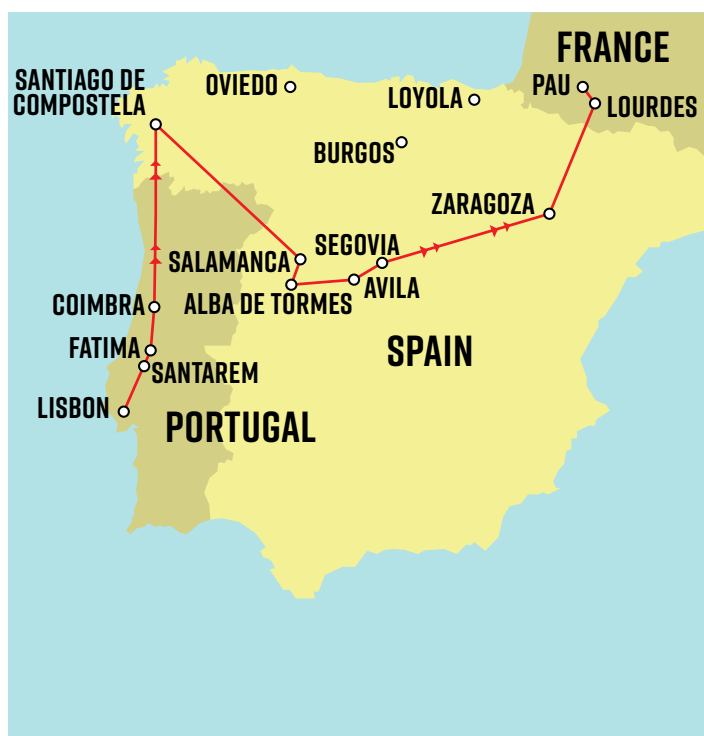 FRANCE
SANTIAGO DE
COMPOSTELA
OVIEDO
LOYOLA
PAU
LOURDES
BURGOS
ZARAGOZA
SEGOVIA
SALAMANCA
AVILA
ALBA DE TORMES
COIMBRA
FATIMA
SANTAREM
SPAIN
LISBON
PORTUGAL